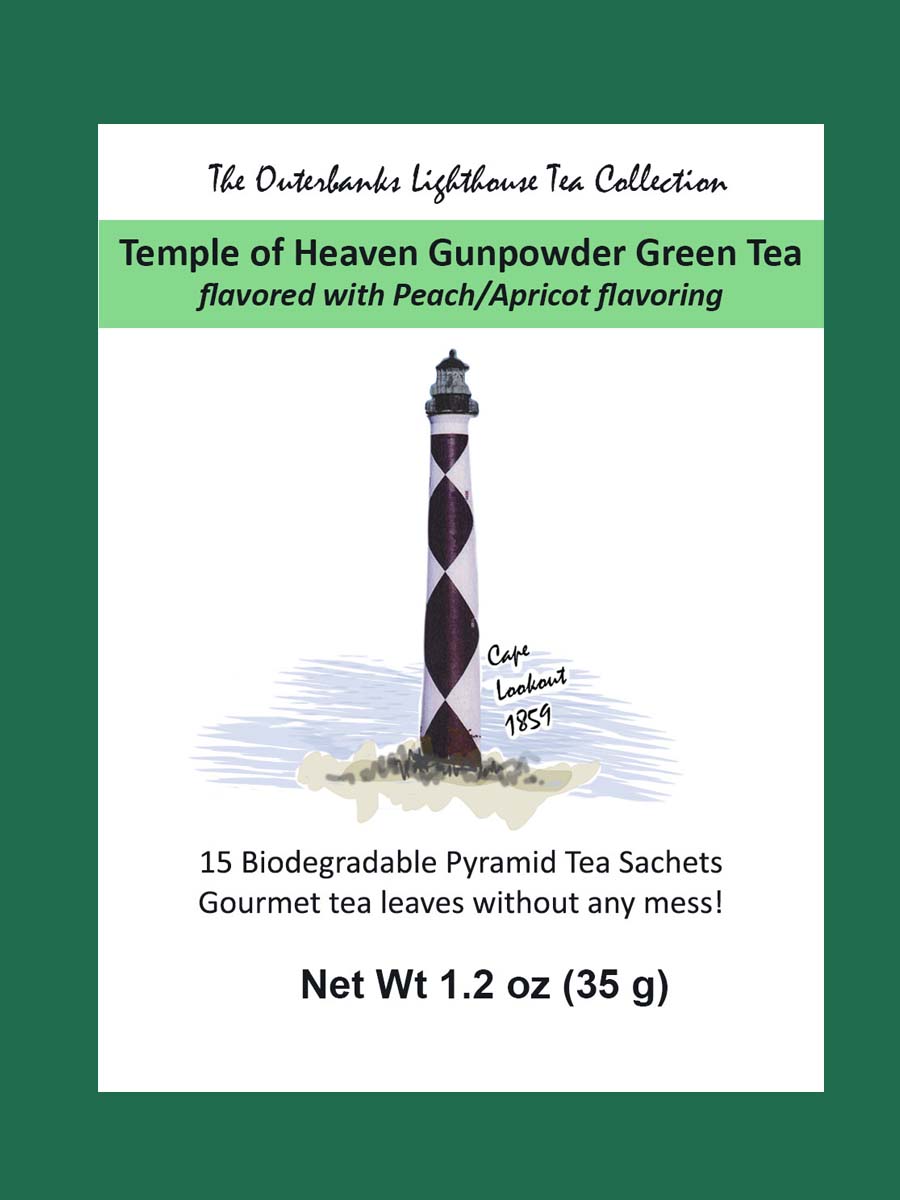 The Outerbanks Lighthouse Tea Collection
Temple of Heaven Gunpowder Green Tea
flavored with Peach/Apricot flavoring
Cape
Lookout
1859
15 Biodegradable Pyramid Tea Sachets
Gourmet tea leaves without any mess!
Net Wt 1.2 oz (35 g)